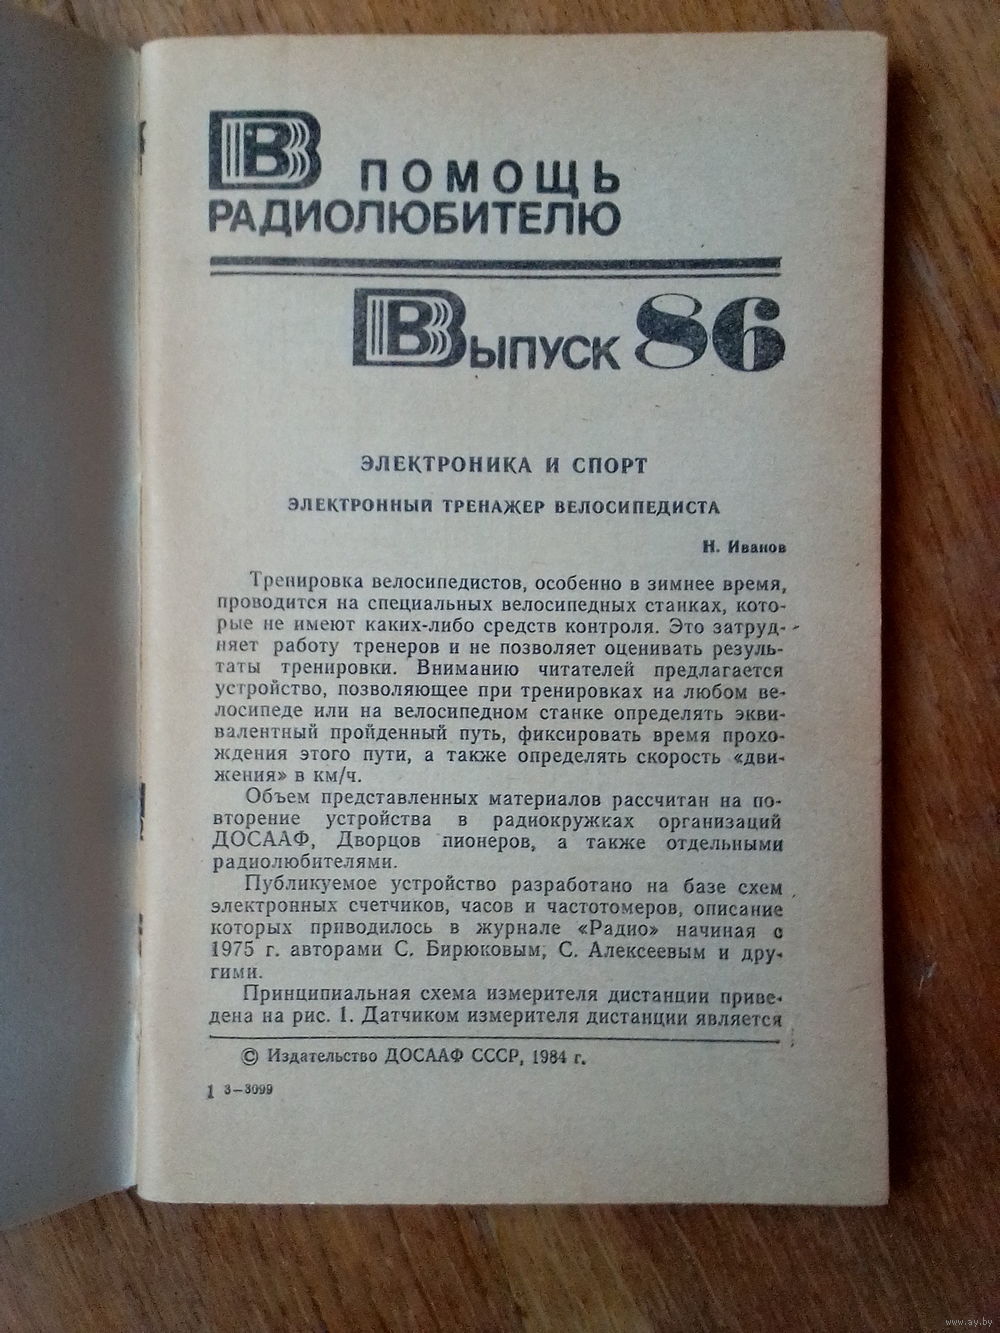 В ПОМОЩЬ
РАДИОЛЮБИТЕЛЮ
Выпуск 86
ЭЛЕКТРОНИКА И СПОРТ
ЭЛЕКТРОННЫЙ ТРЕНАЖЕР ВЕЛОСИПЕДИСТА
Н. Иванов
Тренировка велосипедистов, особенно в зимнее время,
проводится на специальных велосипедных станках, кото-
рые не имеют каких-либо средств контроля. Это затруд-
няет работу тренеров и не позволяет оценивать резуль-
таты тренировки. Вниманию читателей предлагается
устройство, позволяющее при тренировках на любом ве-
лосипеде или на велосипедном станке определять экви-
валентный пройденный путь, фиксировать время прохо-
ждения этого пути, а также определять скорость «дви-
жения» в км/ч.
Объем представленных материалов рассчитан на по-
вторение устройства в радиокружках организаций
ДОСААФ, Дворцов пионеров, а также отдельными
радиолюбителями.
Публикуемое устройство разработано на базе схем
электронных счетчиков, часов и частотомеров, описание
которых приводилось в журнале «Радио» начиная с
1975 г. авторами С. Бирюковым, С. Алексеевым и дру-
гими.
Принципиальная схема измерителя дистанции приве-
дена на рис. 1. Датчиком измерителя дистанции является
© Издательство ДОСААФ СССР, 1984 г.
1 3—3099
www.ay.by